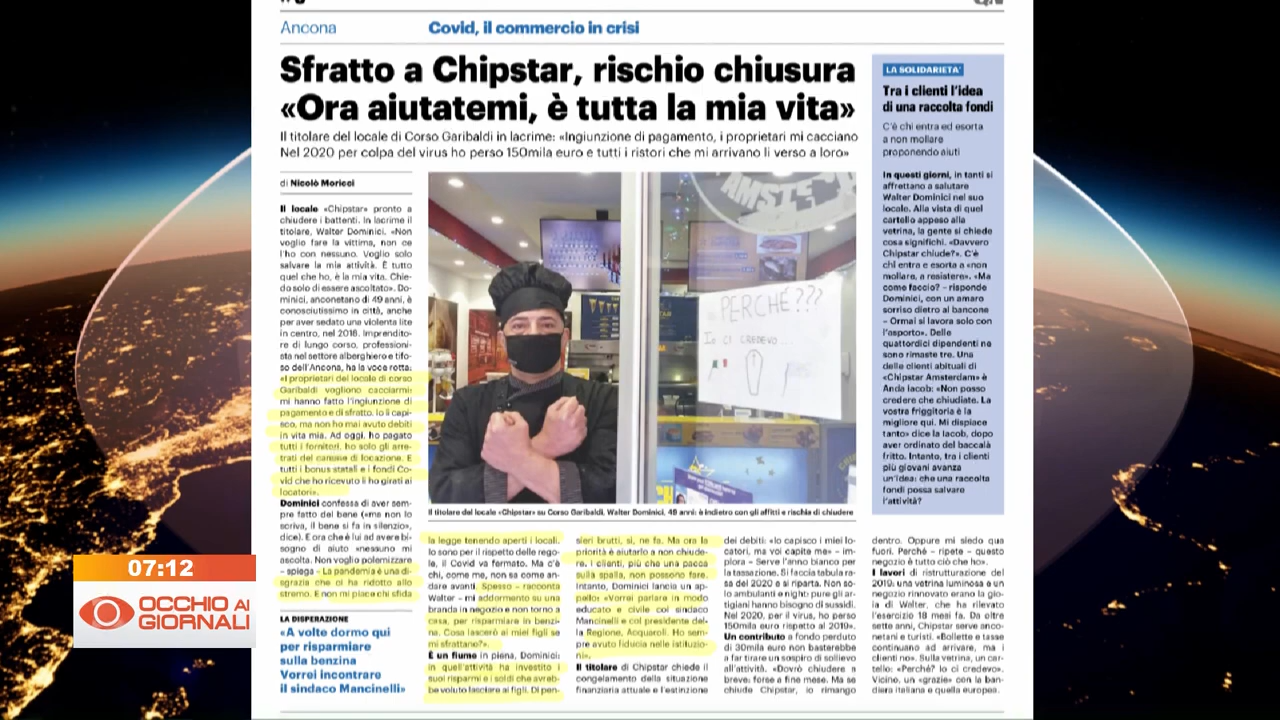 Ancona
Covid, il commercio in crisi
Sfratto a Chipstar, rischio chiusura
«Ora aiutatemi, è tutta la mia vita»
Il titolare del locale di Corso Garibaldi in lacrime: «Ingiunzione di pagamento, i proprietari mi cacciano
Nel 2020 per colpa del virus ho perso 150mila euro e tutti i ristori che mi arrivano li verso a loro»
di Nicolò Moricci
Il locale «Chipstar» pronto a
chiudere i battenti. In lacrime il
titolare, Walter Dominici. «Non
voglio fare la vittima, non ce
l'ho con nessuno. Voglio solo
salvare la mia attività. È tutto
quel che ho, è la mia vita. Chie-
do solo di essere ascoltato». Do-
minici, anconetano di 49 anni, è
conosciutissimo in città, anche
per aver sedato una violenta lite
in centro, nel 2018. Imprendito-
re di lungo corso, professioni-
sta nel settore alberghiero e tifo-
so dell'Ancona, ha la voce rotta:
«I proprietari del locale di corso
Garibaldi vogliono cacciarmi:
mi hanno fatto l'ingiunzione di
pagamento e di sfratto. Io li capi-
sco, ma non ho mai avuto debiti
in vita mia. Ad oggi, ho pagato
tutti i fornitori, ho solo gli arre-
trati del canone di locazione. E
tutti i bonus statali e i fondi Co-
vid che ho ricevuto li ho girati ai
locatori».
Dominici confessa di aver sem-
pre fatto del bene («ma non lo
scriva, il bene si fa in silenzio»,
dice). E ora che è lui ad avere bi-
sogno di aiuto «nessuno mi
ascolta. Non voglio polemizzare
– spiega – La pandemia è una di-
sgrazia che ci ha ridotto allo
stremo. E non mi piace chi sfida
LA DISPERAZIONE
«A volte dormo qui
per risparmiare
sulla benzina
Vorrei incontrare
il sindaco Mancinelli»
AMSTE
PERCHÉ???
Io CI CREDEVO...
Il titolare del locale «Chipstar» su Corso Garibaldi, Walter Dominici, 49 anni: è indietro con gli affitti e rischia di chiudere
la legge tenendo aperti i locali.
Io sono per il rispetto delle rego-
le, il Covid va fermato. Ma c'è
chi, come me, non sa come an-
dare avanti. Spesso – racconta
Walter – mi addormento su una
branda in negozio e non torno a
casa, per risparmiare in benzi-
na. Cosa lascerò ai miei figli se
mi sfrattano?».
È un fiume in piena, Dominici:
in quell'attività ha investito i
suoi risparmi e i soldi che avreb-
be voluto lasciare ai figli. Di pen-
sieri brutti, sì, ne fa. Ma ora la
priorità è aiutarlo a non chiude-
re. I clienti, più che una pacca
sulla spalla, non possono fare.
Intanto, Dominici lancia un ap-
pello: «Vorrei parlare in modo
educato e civile col sindaco
Mancinelli e col presidente del-
la Regione, Acquaroli. Ho sem-
pre avuto fiducia nelle istituzio-
ni».
Il titolare di Chipstar chiede il
congelamento della situazione
finanziaria attuale e l'estinzione
dei debiti: «Io capisco i miei lo-
catori, ma voi capite me» – im-
plora – Serve l'anno bianco per
la tassazione. Si faccia tabula ra-
sa del 2020 e si riparta. Non so-
lo ambulanti e night: pure gli ar-
tigiani hanno bisogno di sussidi.
Nel 2020, per il virus, ho perso
150mila euro rispetto al 2019».
Un contributo a fondo perduto
di 30mila euro non basterebbe
a far tirare un sospiro di sollievo
all'attività. «Dovrò chiudere a
breve: forse a fine mese. Ma se
chiude Chipstar, io rimango
dentro. Oppure mi siedo qua
fuori. Perché – ripete – questo
negozio è tutto ciò che ho».
I lavori di ristrutturazione del
2019, una vetrina luminosa e un
negozio rinnovato erano la gio-
ia di Walter, che ha rilevato
l'esercizio 18 mesi fa. Da oltre
sette anni, Chipstar serve anco-
netani e turisti. «Bollette e tasse
continuano ad arrivare, ma i
clienti no». Sulla vetrina, un car-
tello: «Perché? Io ci credevo».
Vicino, un «grazie» con la ban-
diera italiana e quella europea.
LA SOLIDARIETA'
Tra i clienti l'idea
di una raccolta fondi
C'è chi entra ed esorta
a non mollare
proponendo aiuti
In questi giorni, in tanti si
affrettano a salutare
Walter Dominici nel suo
locale. Alla vista di quel
cartello appeso alla
vetrina, la gente si chiede
cosa significhi. «Davvero
Chipstar chiude?». C'è
chi entra e esorta a «non
mollare, a resistere». «Ma
come faccio? – risponde
Dominici, con un amaro
sorriso dietro al bancone
– Ormai si lavora solo con
l'asporto». Delle
quattordici dipendenti ne
sono rimaste tre. Una
delle clienti abituali di
«Chipstar Amsterdam» è
Anda Iacob: «Non posso
credere che chiudiate. La
vostra friggitoria è la
migliore qui. Mi dispiace
tanto» dice la Iacob, dopo
aver ordinato del baccalà
fritto. Intanto, tra i clienti
più giovani avanza
un'idea: che una raccolta
fondi possa salvare
l'attività?
07:12
OCCHIO AI
GIORNALI